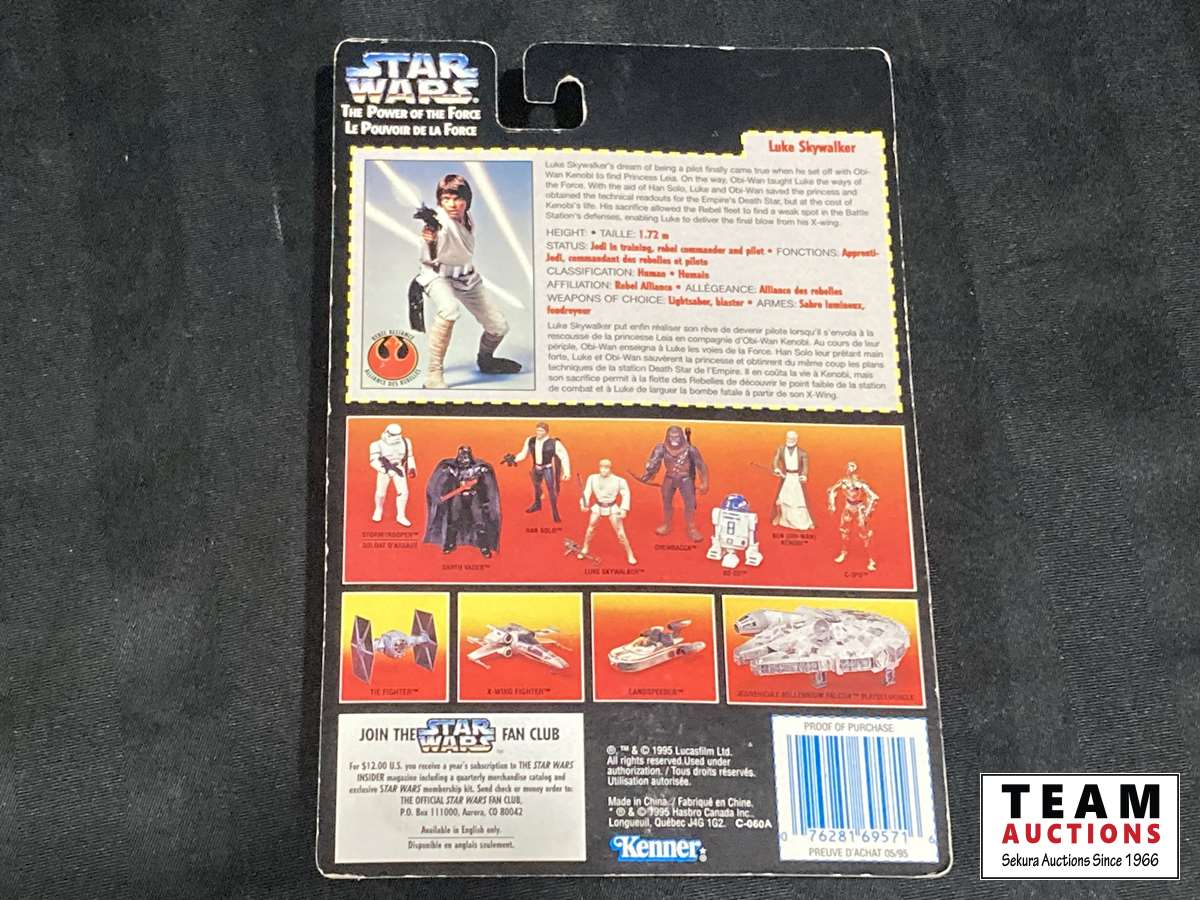 STAR
WARS
THE POWER OF THE FORCE
LE POUVOIR DE LA FORCE
Luke Skywalker
Luke Skywalker's dream of being a pilot finally came true when he set off with Obi-
Wan Kenobi to find Princess Leia. On the way, Obi-Wan taught Luke the ways of
the Force. With the aid of Han Solo, Luke and Obi-Wan saved the princess and
obtained the technical readouts for the Empire's Death Star, but at the cost of
Kenobi's life. His sacrifice allowed the Rebel fleet to find a weak spot in the Battle
Station's defenses, enabling Luke to deliver the final blow from his X-wing.
HEIGHT: • TAILLE: 1.72 m
STATUS: Jedi in training, rebel commander and pilot • FONCTIONS: Apprenti-
Jedi, commandant des rebelles et pilote
CLASSIFICATION: Human • Humain
AFFILIATION: Rebel Alliance • ALLÉGEANCE: Alliance des rebelles
WEAPONS OF CHOICE: Lightsaber, blaster • ARMES: Sabre lumineux,
foudroyeur
Luke Skywalker put enfin réaliser son rêve de devenir pilote lorsqu'il s'envola à la
rescousse de la princesse Leia en compagnie d'Obi-Wan Kenobi. Au cours de leur
périple, Obi-Wan enseigna à Luke les voies de la Force. Han Solo leur prêtant main
forte, Luke et Obi-Wan sauvèrent la princesse et obtinrent du même coup les plans
techniques de la station Death Star de l'Empire. Il en coûta la vie à Kenobi, mais
son sacrifice permit à la flotte des Rebelles de découvrir le point faible de la station
de combat et à Luke de larguer la bombe fatale à partir de son X-Wing.
REBEL ALLIANCE
ALLIANCE DES REBELLES
STORMTROOPER™
SOLDAT D'ASSAUT
DARTH VADER™
HAN SOLO™
LUKE SKYWALKER™
CHEWBACCA™
R2-D2™
BEN (OBI-WAN)
KENOBI™
C-3PO™
TIE FIGHTER™
X-WING FIGHTER™
LANDSPEEDER™
JEU/VÉHICULE MILLENNIUM FALCON™ PLAYSET/VEHICLE
JOIN THE STAR WARS FAN CLUB
For $12.00 U.S. you receive a year's subscription to THE STAR WARS
INSIDER magazine including a quarterly merchandise catalog and
exclusive STAR WARS membership kit. Send check or money order to:
THE OFFICIAL STAR WARS FAN CLUB,
P.O. Box 111000, Aurora, CO 80042
Available in English only.
Disponible en anglais seulement.
®, ™ & © 1995 Lucasfilm Ltd.
All rights reserved.Used under
authorization. / Tous droits réservés.
Utilisation autorisée.
Made in China. / Fabriqué en Chine.
* ® & © 1995 Hasbro Canada Inc.,
Longueuil, Québec J4G 1G2. C-060A
Kenner
PROOF OF PURCHASE
0 76281 69571 6
PREUVE D'ACHAT 05/95
TEAM
AUCTIONS
Sekura Auctions Since 1966